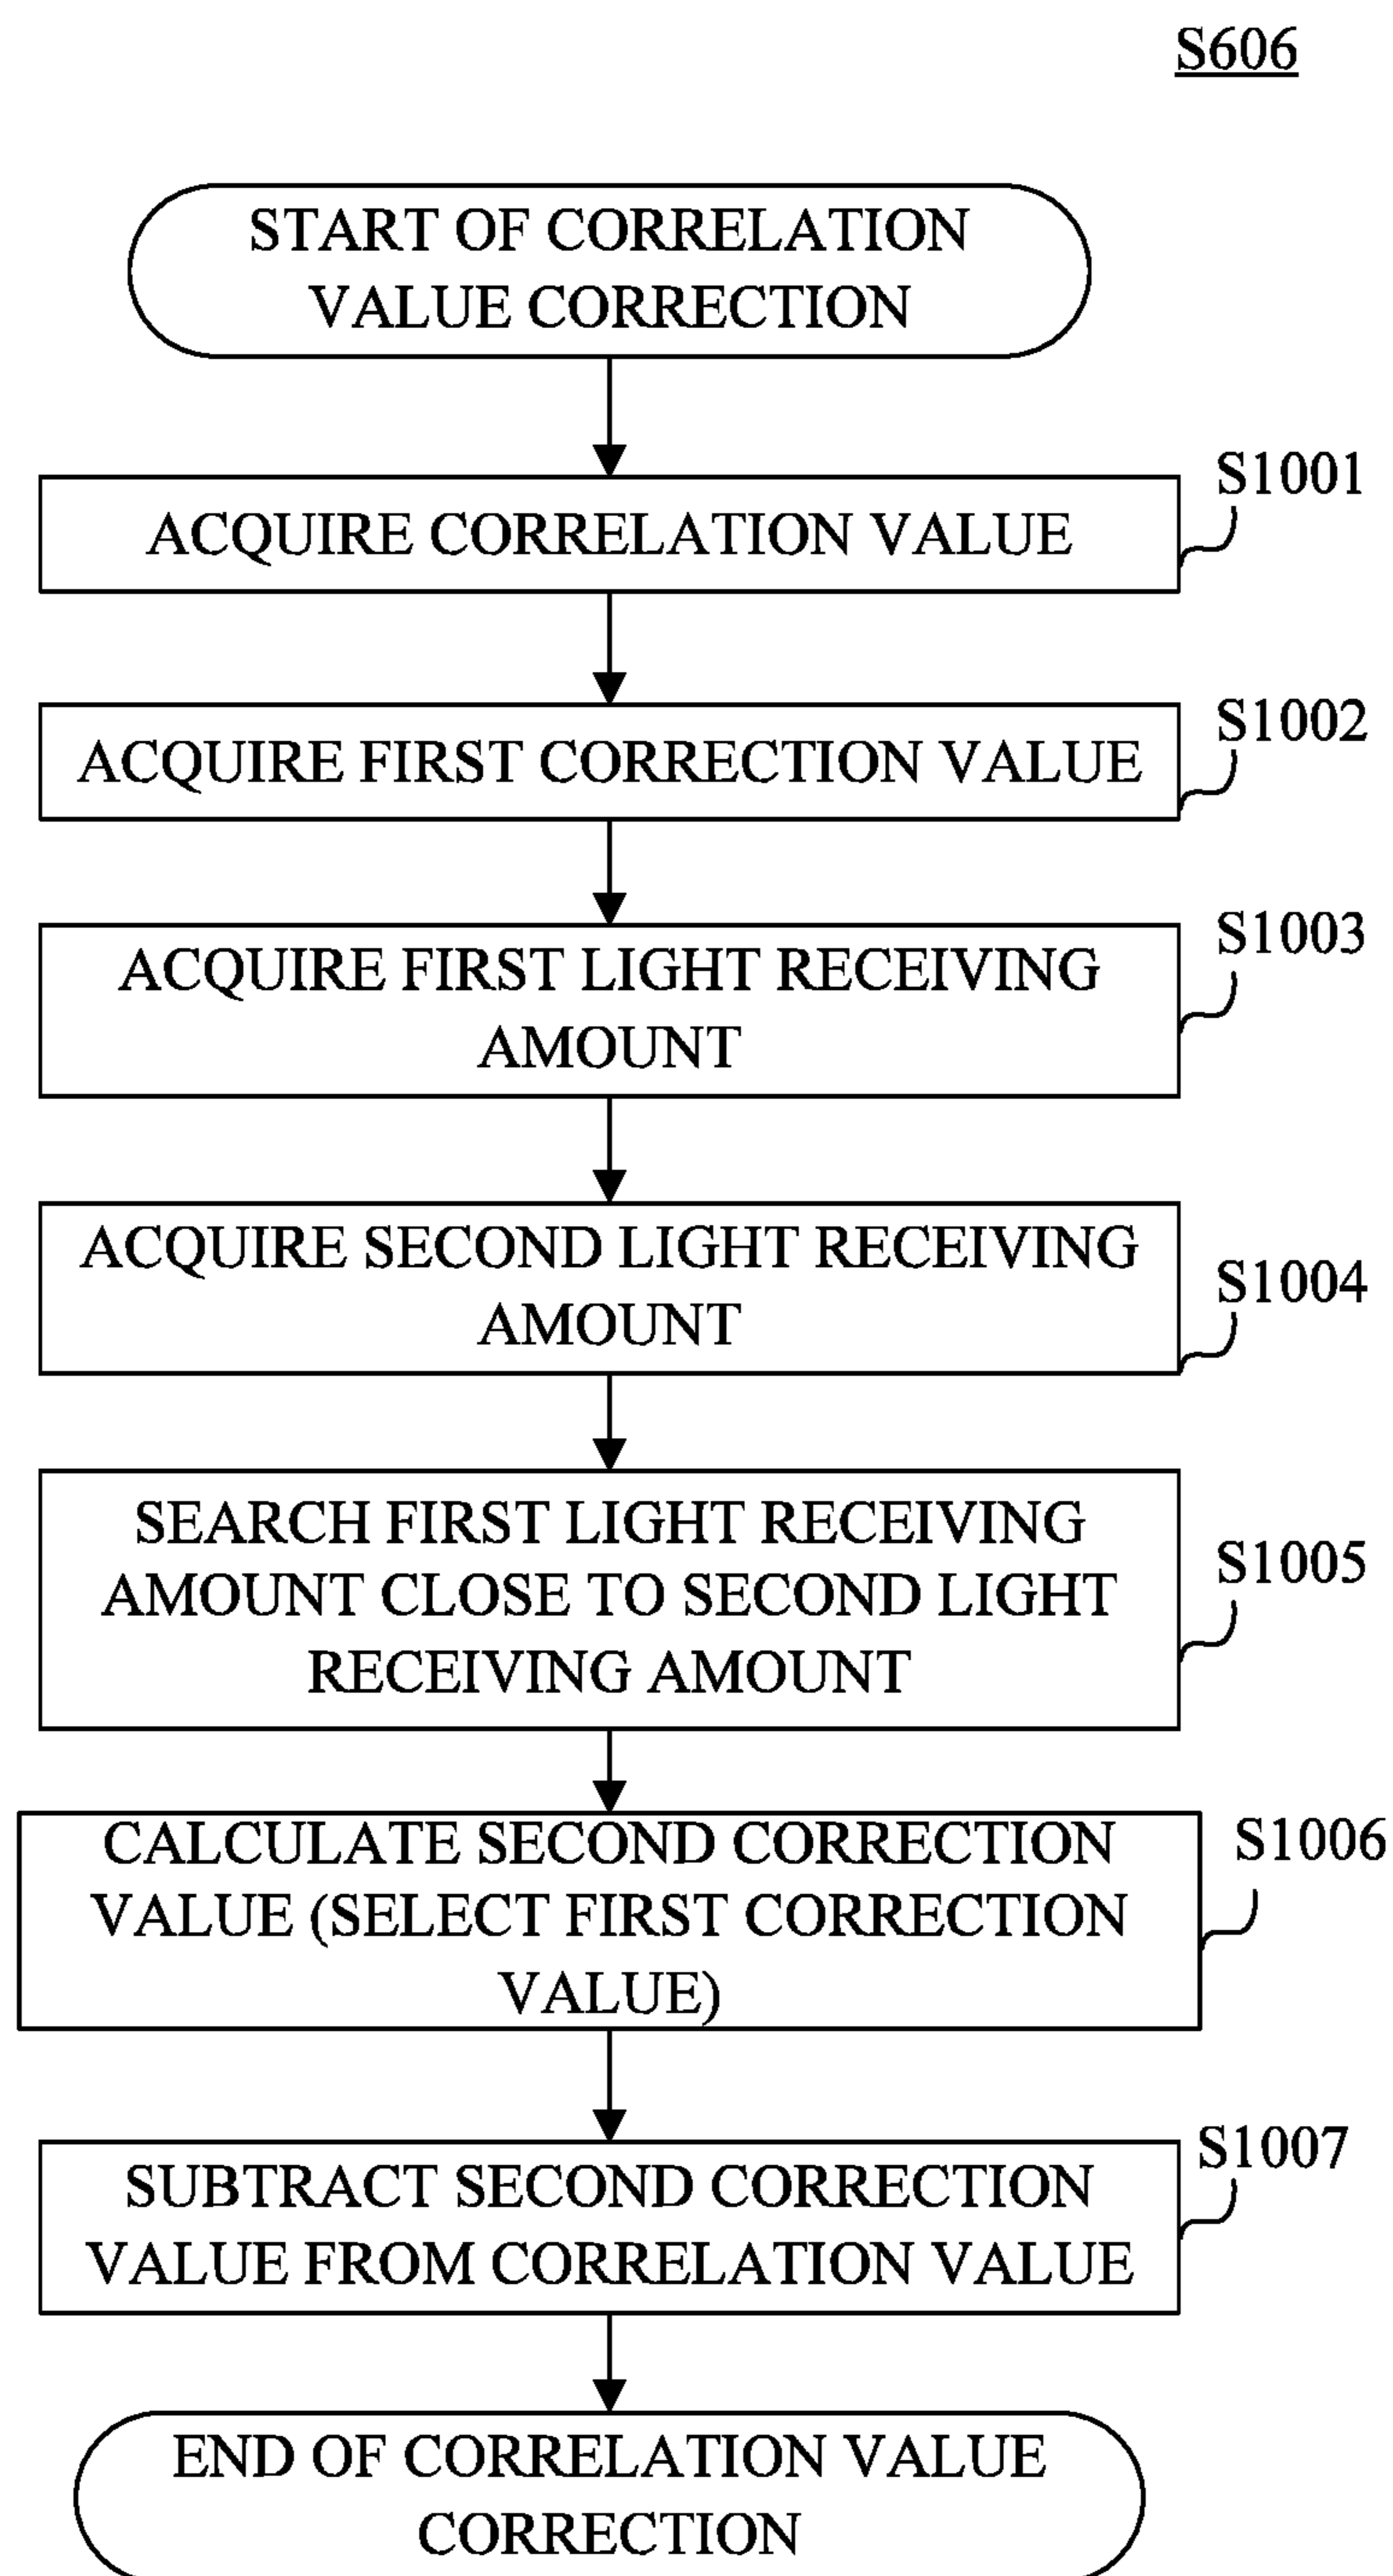 S606
START OF CORRELATION
VALUE CORRECTION
S1001
ACQUIRE CORRELATION VALUE
S1002
ACQUIRE FIRST CORRECTION VALUE
S1003
ACQUIRE FIRST LIGHT RECEIVING
AMOUNT
ACQUIRE SECOND LIGHT RECEIVING
AMOUNT
S1004
SEARCH FIRST LIGHT RECEIVING
AMOUNT CLOSE TO SECOND LIGHT
RECEIVING AMOUNT
S1005
CALCULATE SECOND CORRECTION
VALUE (SELECT FIRST CORRECTION
VALUE)
S1006
SUBTRACT SECOND CORRECTION
VALUE FROM CORRELATION VALUE
S1007
END OF CORRELATION VALUE
CORRECTION